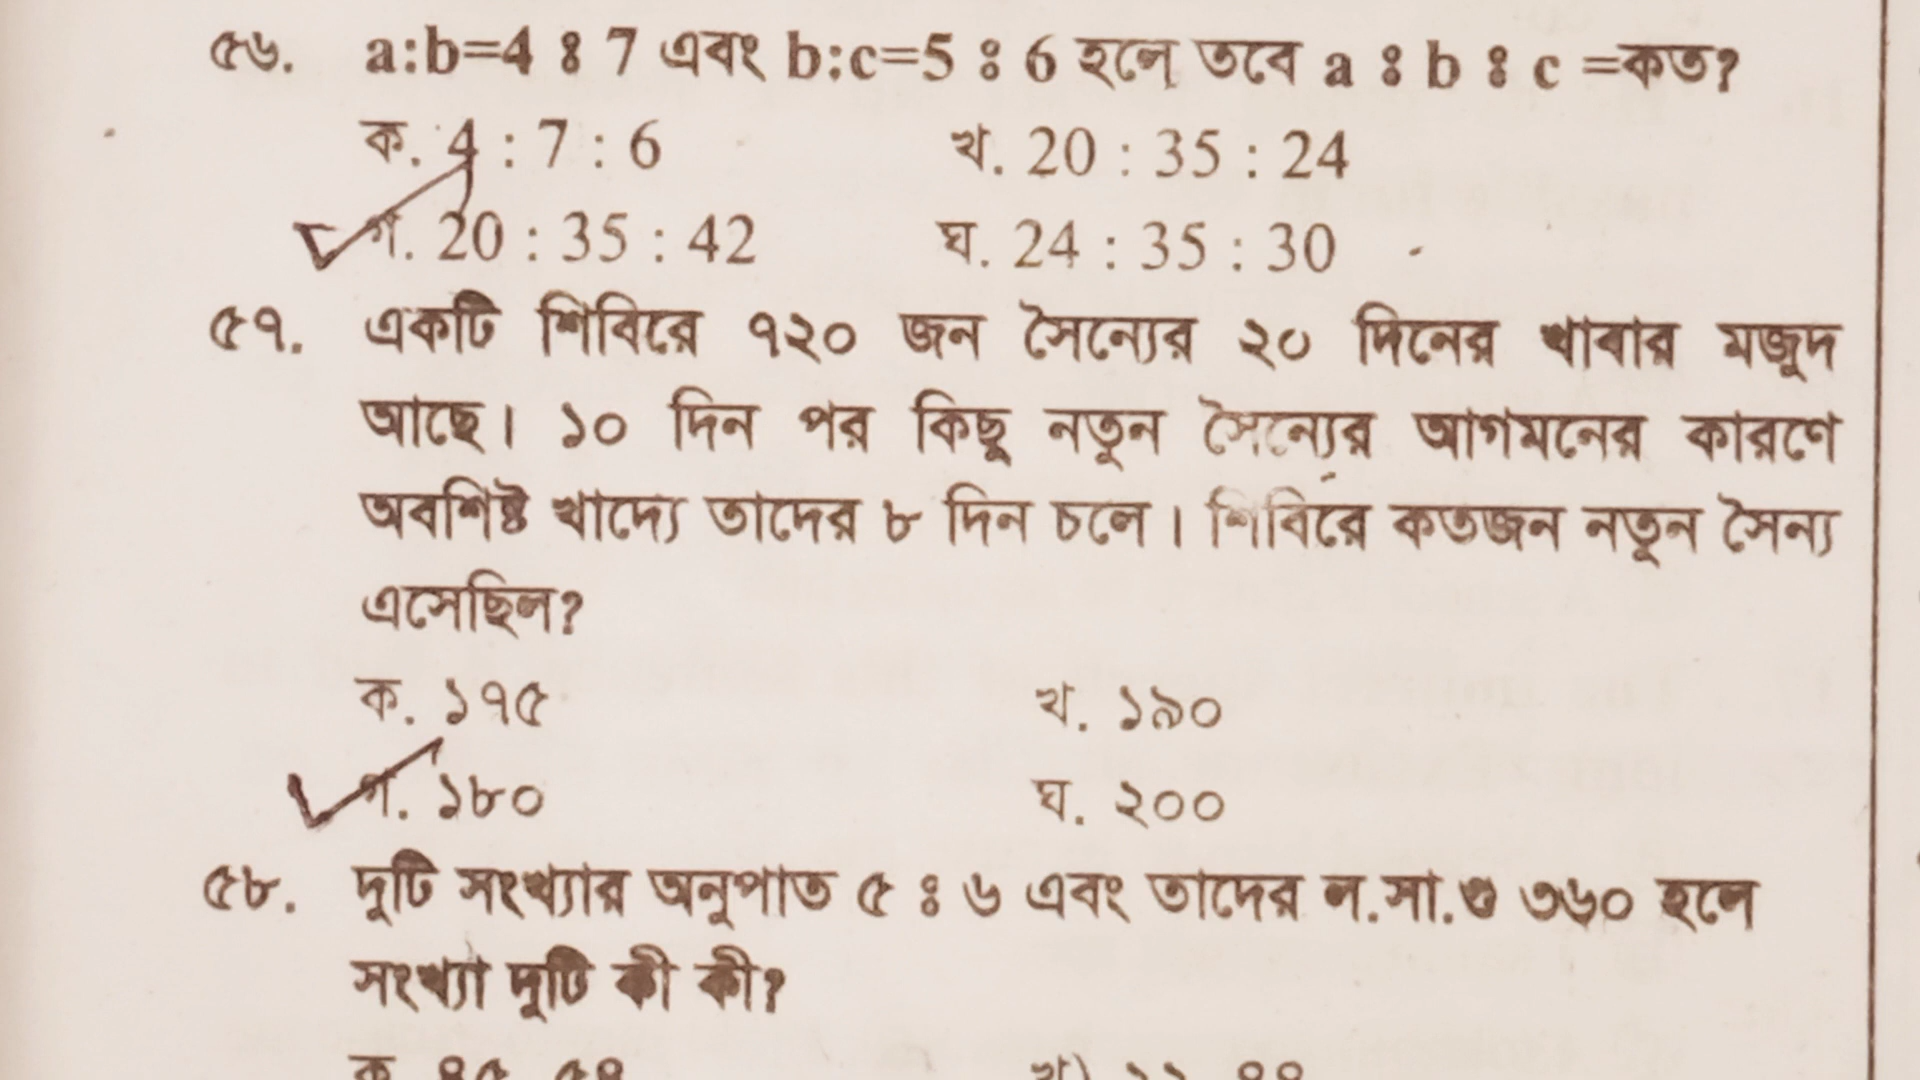 ৫৬. a:b=4 ঃ 7 এবং b:c=5 ঃ 6 হলে তবে a ঃ b ঃ c =কত?
ক. 4 : 7 : 6 খ. 20 : 35 : 24
গ. 20 : 35 : 42 ঘ. 24 : 35 : 30
৫৭. একটি শিবিরে ৭২০ জন সৈন্যের ২০ দিনের খাবার মজুদ
আছে। ১০ দিন পর কিছু নতুন সৈন্যের আগমনের কারণে
অবশিষ্ট খাদ্যে তাদের ৮ দিন চলে। শিবিরে কতজন নতুন সৈন্য
এসেছিল?
ক. ১৭৫ খ. ১৯০
গ. ১৮০ ঘ. ২০০
৫৮. দুটি সংখ্যার অনুপাত ৫ ঃ ৬ এবং তাদের ল.সা.গু ৩৬০ হলে
সংখ্যা দুটি কী কী?
ক